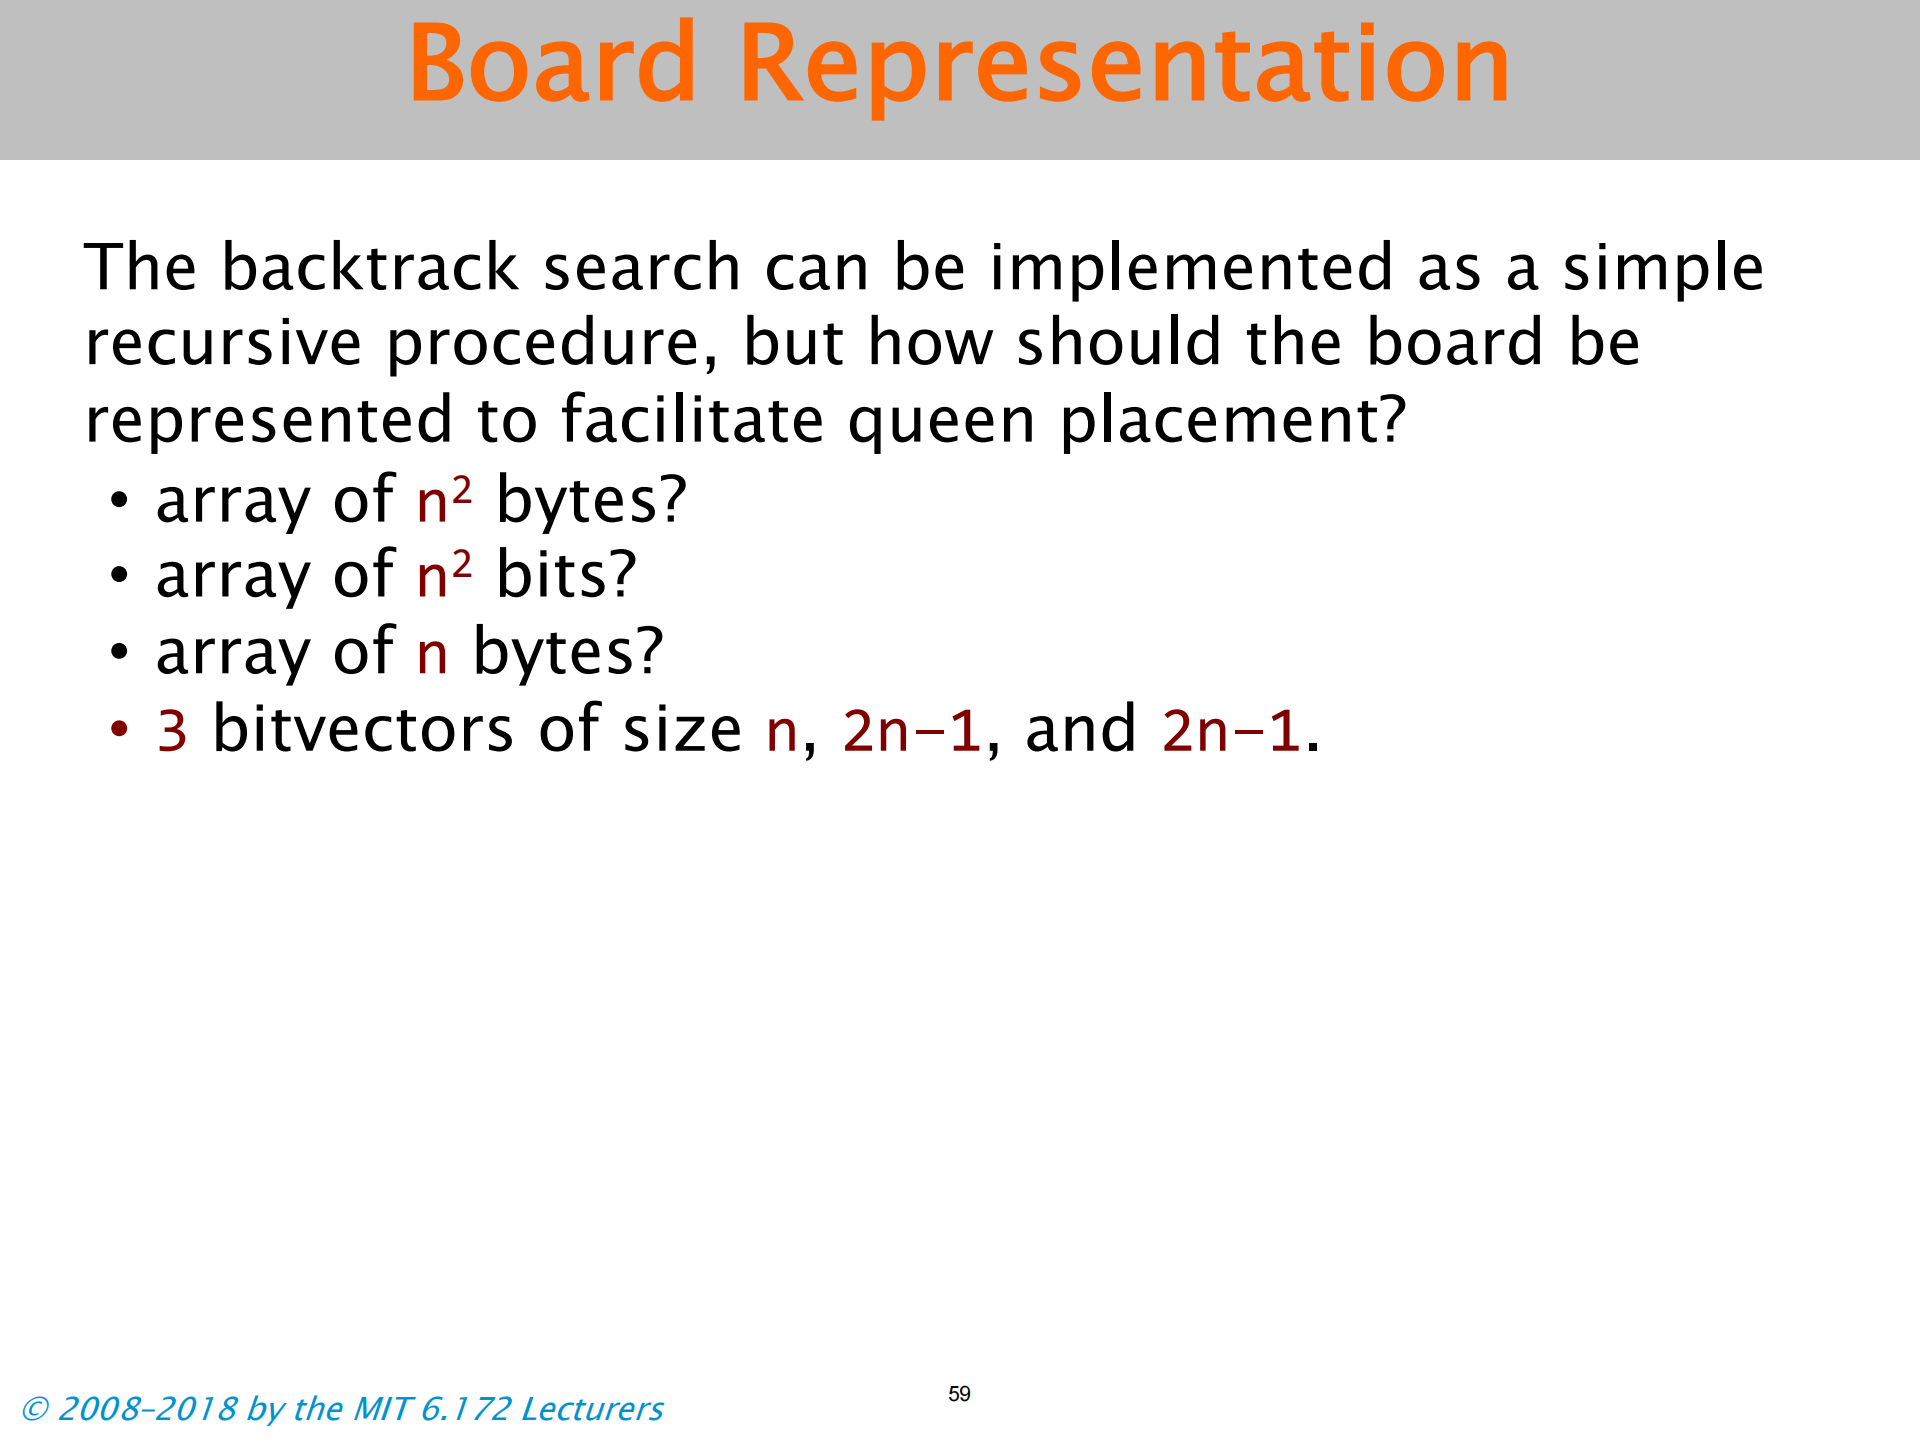 Board Representation
The backtrack search can be implemented as a simple
recursive procedure, but how should the board be
represented to facilitate queen placement?
• array of n² bytes?
• array of n² bits?
• array of n bytes?
• 3 bitvectors of size n, 2n−1, and 2n−1.
© 2008–2018 by the MIT 6.172 Lecturers
59